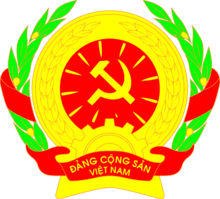 ĐẢNG CỘNG SẢN
VIỆT NAM